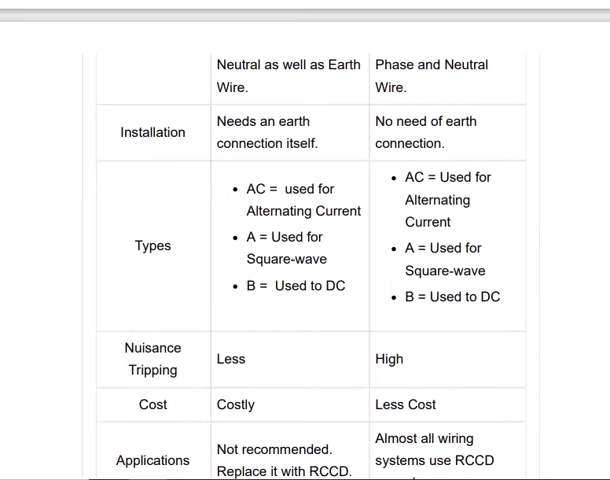 Neutral as well as Earth
Wire.
Phase and Neutral
Wire.
Installation
Needs an earth
connection itself.
No need of earth
connection.
Types
• AC =  used for
Alternating Current
• A = Used for
Square-wave
• B =  Used to DC
• AC = Used for
Alternating
Current
• A = Used for
Square-wave
• B = Used to DC
Nuisance
Tripping
Less
High
Cost
Costly
Less Cost
Applications
Not recommended.
Replace it with RCCD.
Almost all wiring
systems use RCCD